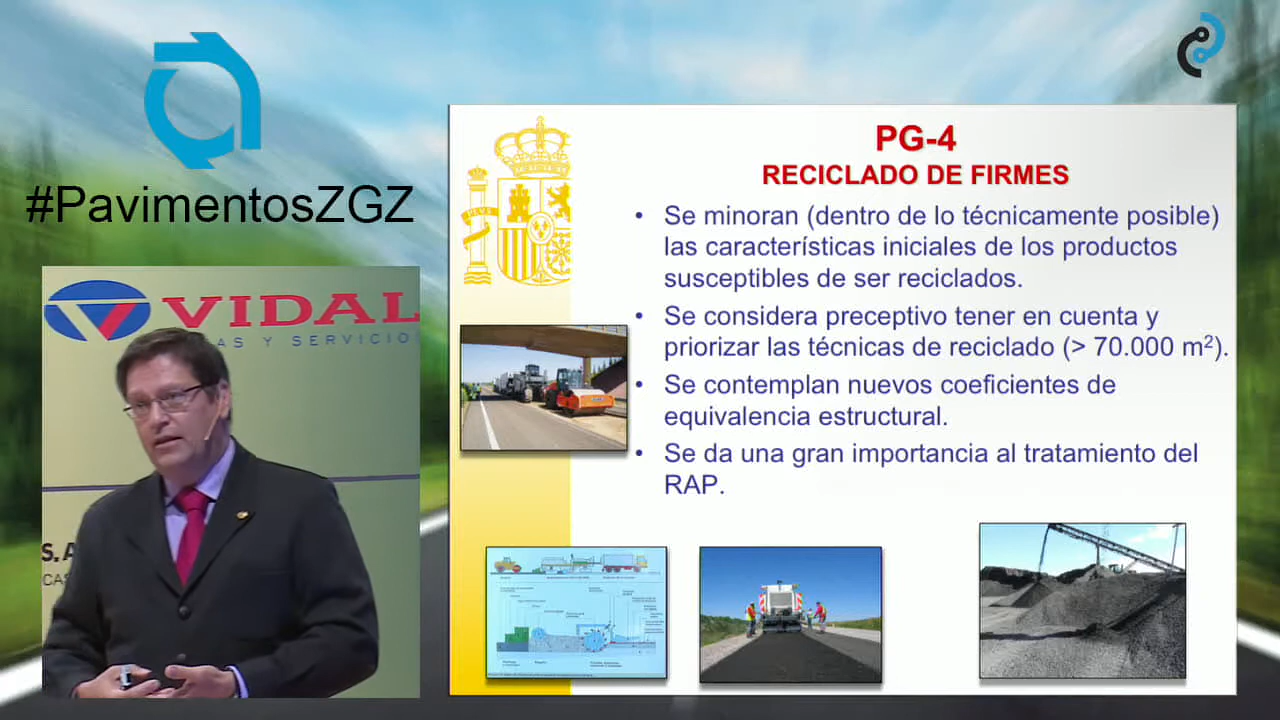 #PavimentosZGZ
VIDAL
AS Y SERVICIO
S. A
CAS
PG-4
RECICLADO DE FIRMES
• Se minoran (dentro de lo técnicamente posible)
las características iniciales de los productos
susceptibles de ser reciclados.
• Se considera preceptivo tener en cuenta y
priorizar las técnicas de reciclado (> 70.000 m²).
• Se contemplan nuevos coeficientes de
equivalencia estructural.
• Se da una gran importancia al tratamiento del
RAP.